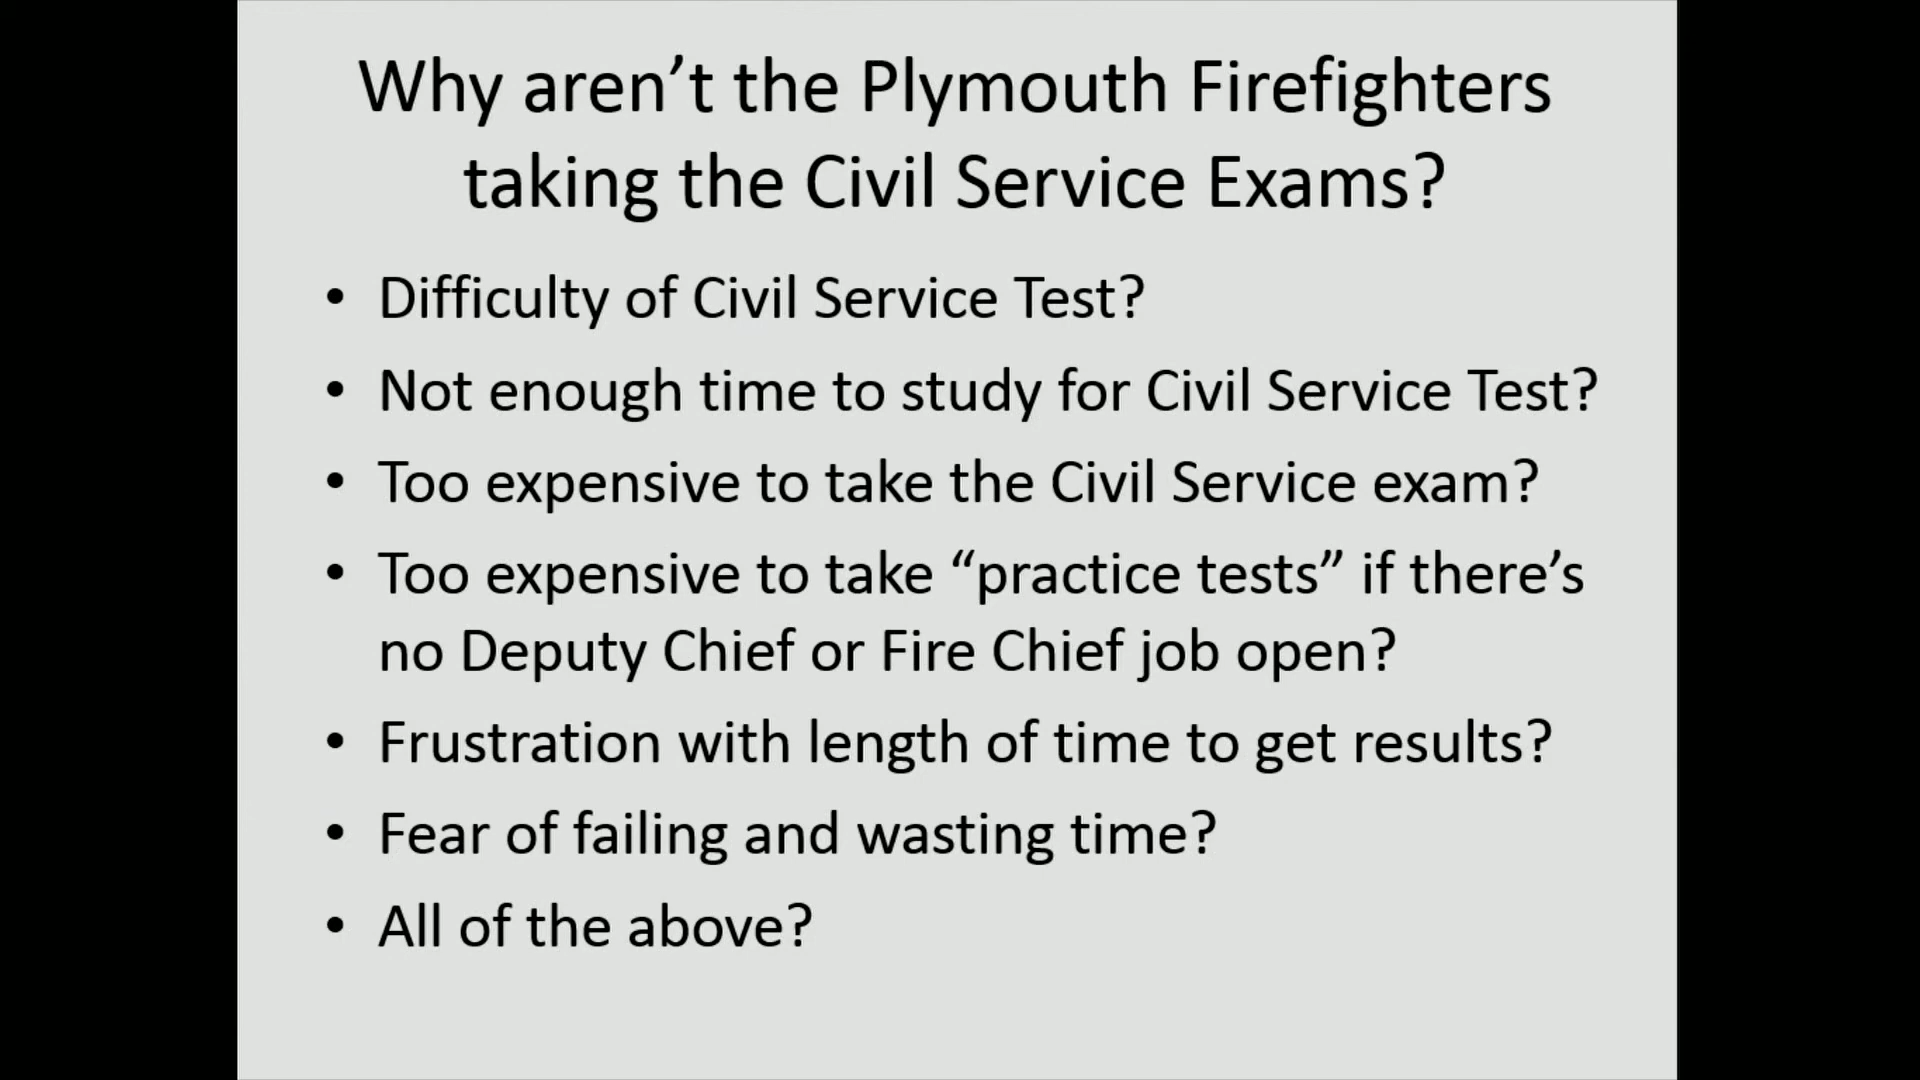 Why aren’t the Plymouth Firefighters
taking the Civil Service Exams?
• Difficulty of Civil Service Test?
• Not enough time to study for Civil Service Test?
• Too expensive to take the Civil Service exam?
• Too expensive to take “practice tests” if there’s
no Deputy Chief or Fire Chief job open?
• Frustration with length of time to get results?
• Fear of failing and wasting time?
• All of the above?